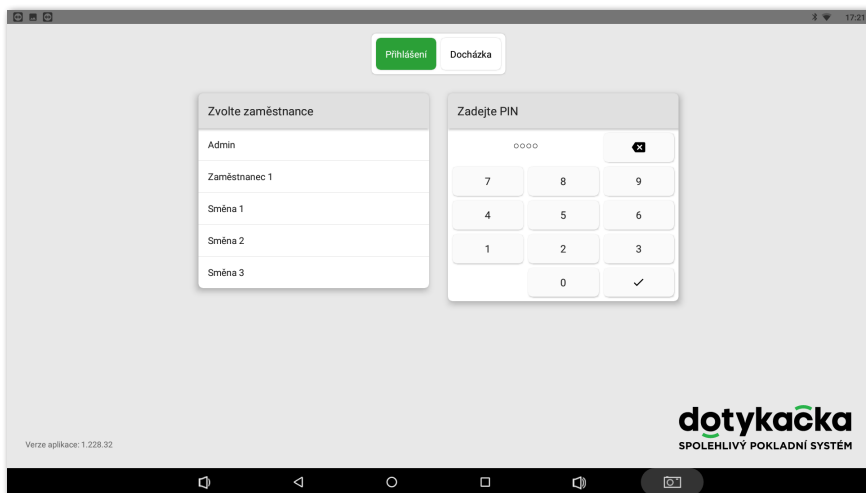 17:21
Přihlášení
Docházka
Zvolte zaměstnance
Admin
Zaměstnanec 1
Směna 1
Směna 2
Směna 3
Zadejte PIN
7 8 9
4 5 6
1 2 3
0
dotykačka
SPOLEHLIVÝ POKLADNÍ SYSTÉM
Verze aplikace: 1.228.32